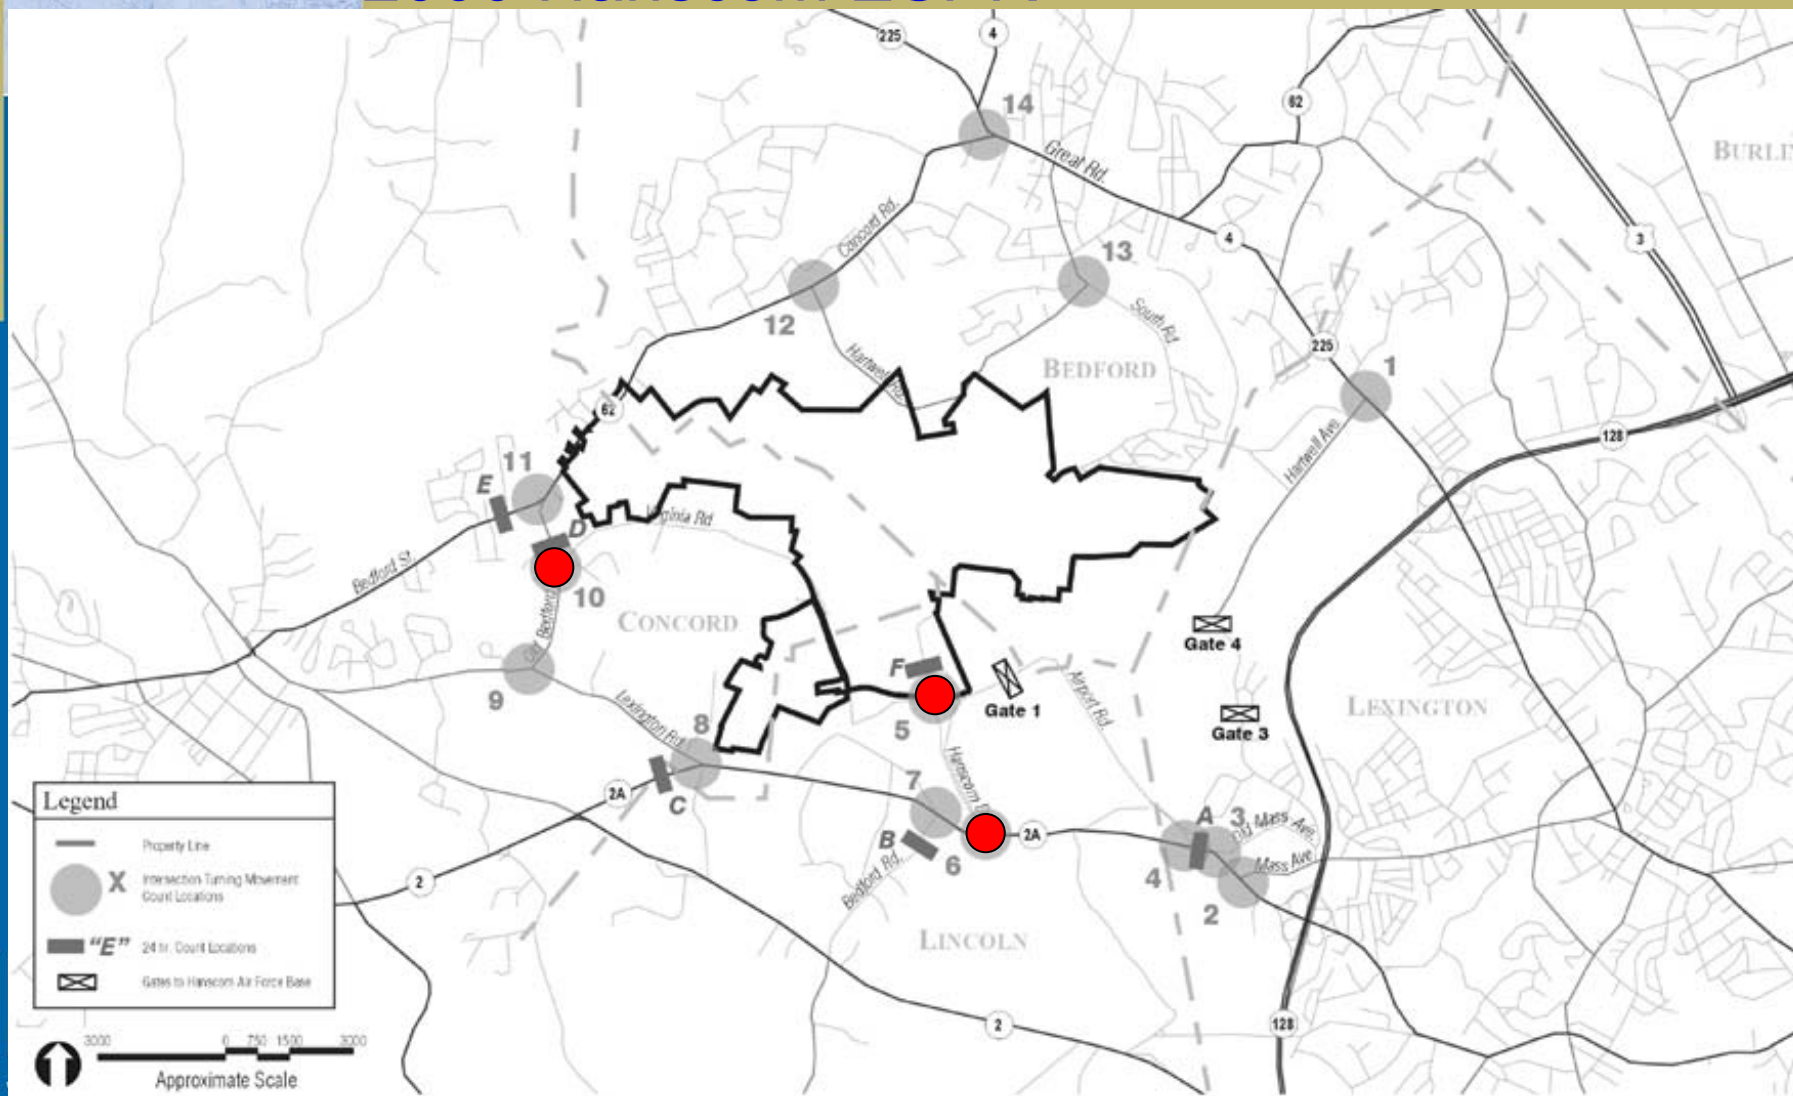 225
4
14
62
Great Rd.
BURLI
Concord Rd.
4
3
13
12
South Rd
Hartwell Rd.
BEDFORD
225
1
62
128
Hartwell Ave.
11
E
D
Virginia Rd
Bedford St.
10
CONCORD
Bedford
Gate 4
F
9
Lexington Rd.
8
5
Gate 1
Airport Rd.
LEXINGTON
Gate 3
Hanscom
7
2A
C
B
6
2A
A
3
Mass Ave.
Mass Ave.
4
2
Bedford Rd.
2
LINCOLN
2
128
Legend
Property Line
X
Intersection Turning Movement
Count Locations
"E"
24 hr. Count Locations
Gates to Hanscom Air Force Base
3000 0 750 1500 3000
Approximate Scale